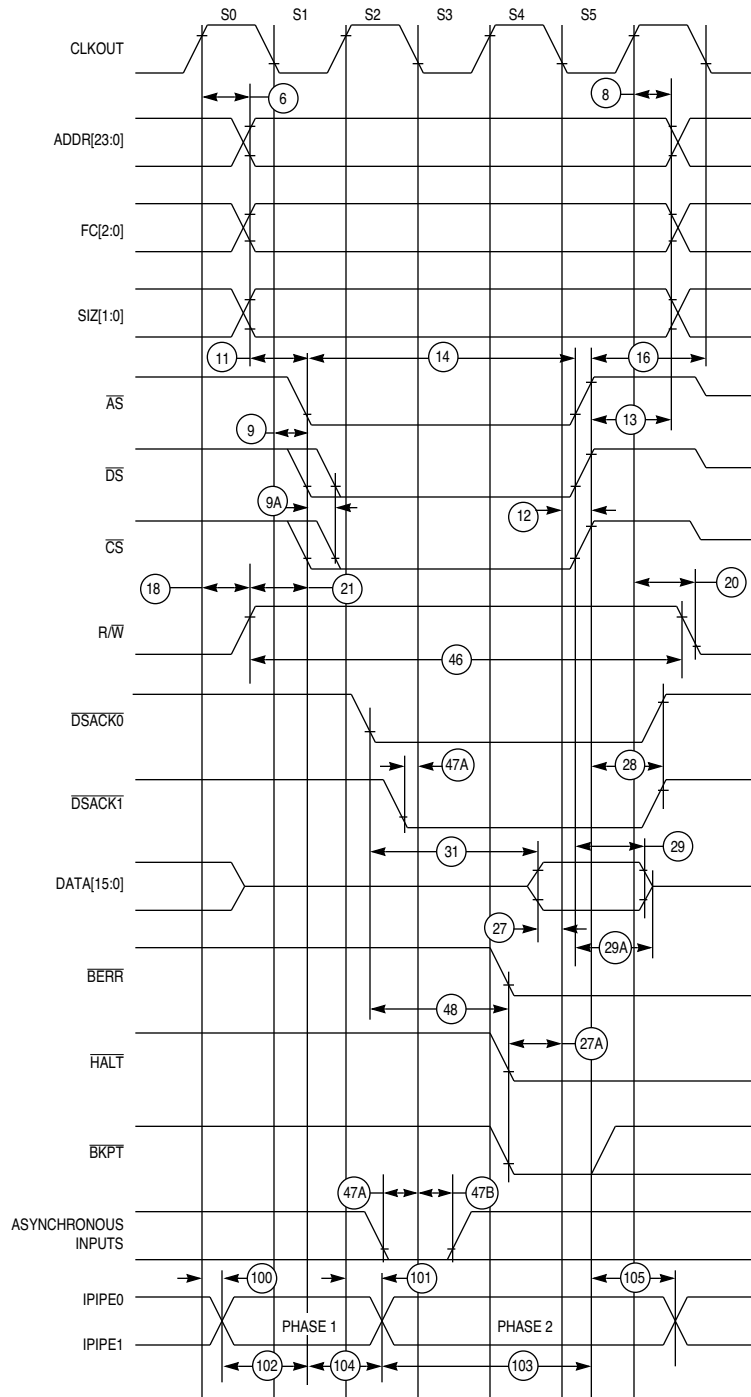 S0 S1 S2 S3 S4 S5
CLKOUT
6 8
ADDR[23:0]
FC[2:0]
SIZ[1:0]
11 14 16
AS
13
9
DS
9A
12
CS
18 21 20
R/W
46
DSACK0
47A 28
DSACK1
31 29
DATA[15:0]
27 29A
BERR
48
27A
HALT
BKPT
47A 47B
ASYNCHRONOUS
INPUTS
100 101 105
IPIPE0
PHASE 1 PHASE 2
IPIPE1
102 104 103